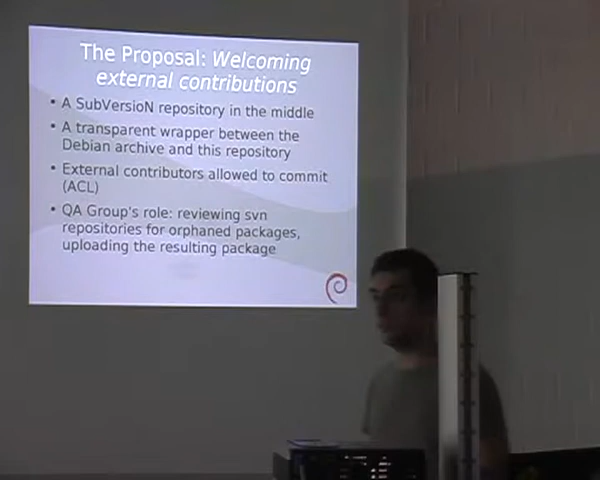 The Proposal: Welcoming
external contributions
• A SubVersioN repository in the middle
• A transparent wrapper between the
Debian archive and this repository
• External contributors allowed to commit
(ACL)
• QA Group's role: reviewing svn
repositories for orphaned packages,
uploading the resulting package